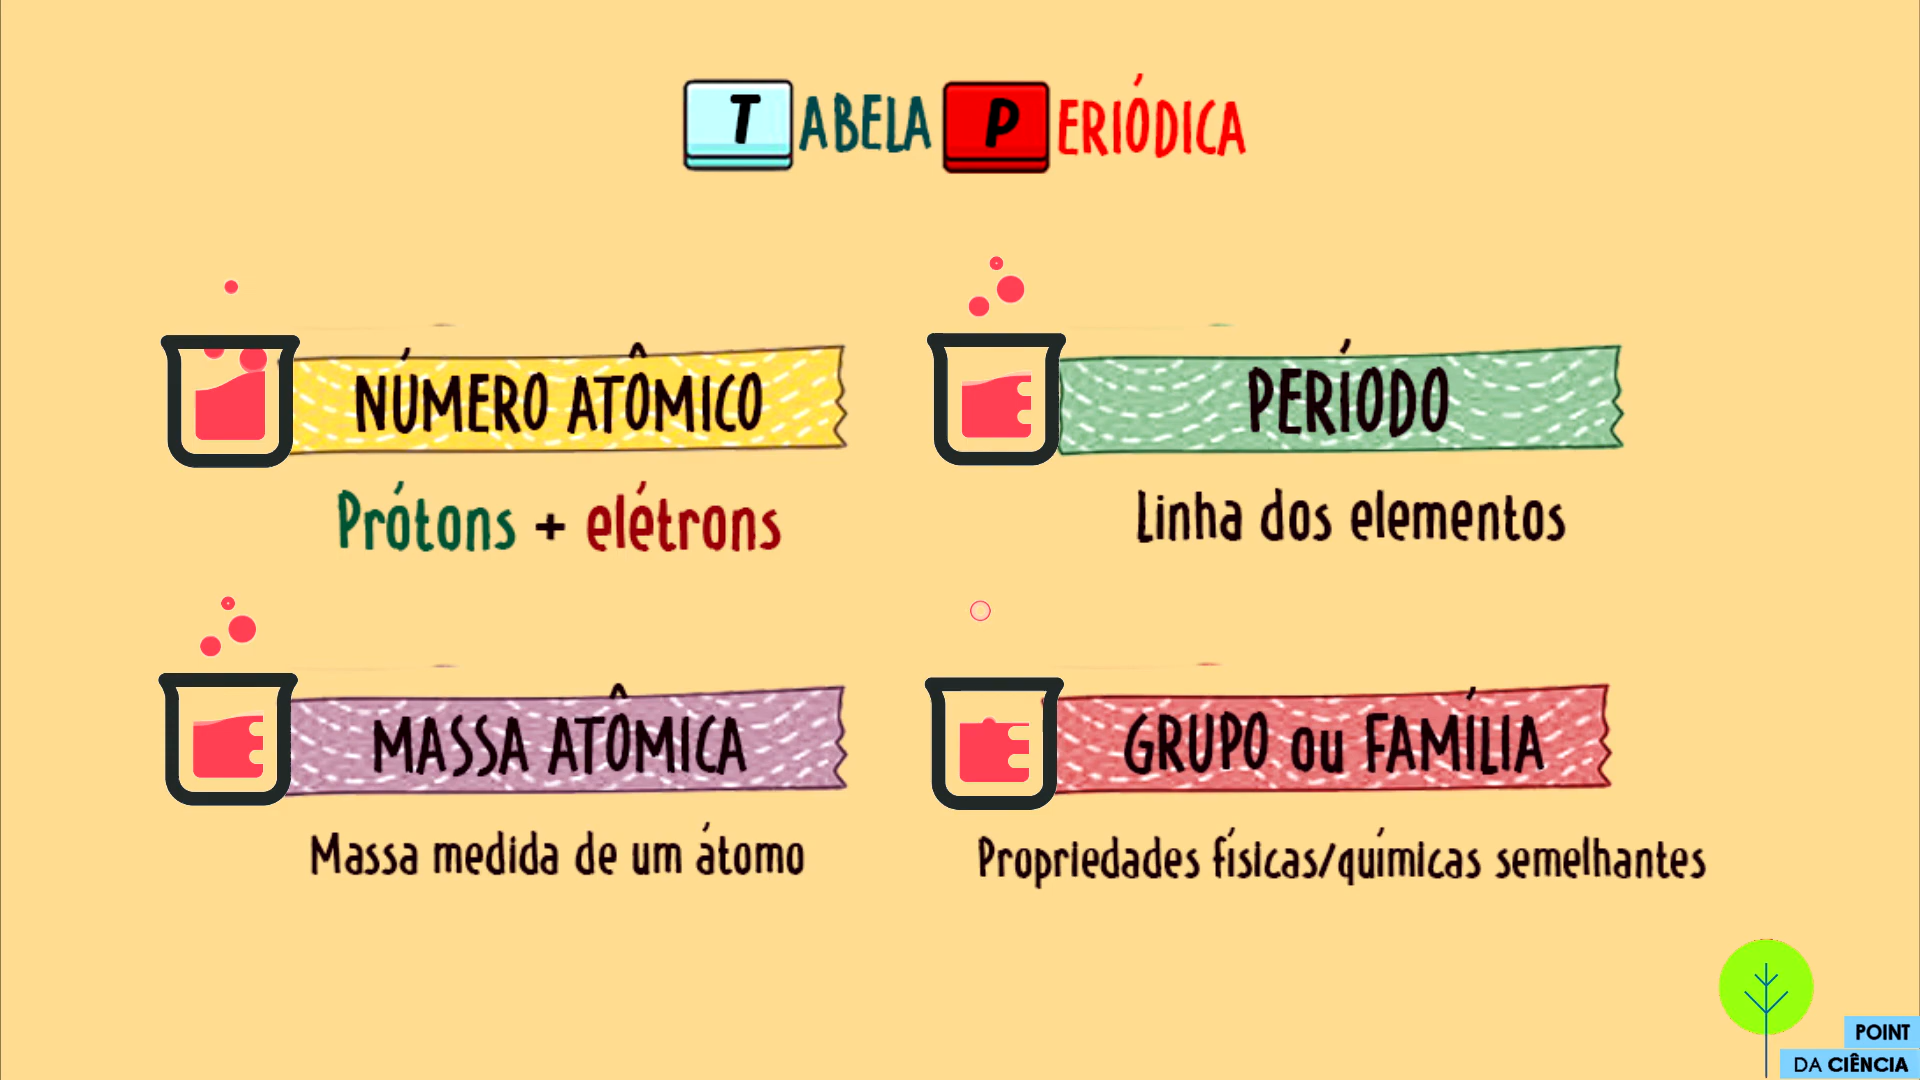 TABELA PERIÓDICA
NÚMERO ATÔMICO
Prótons + elétrons
PERÍODO
Linha dos elementos
MASSA ATÔMICA
Massa medida de um átomo
GRUPO ou FAMÍLIA
Propriedades físicas/químicas semelhantes
POINT
DA CIÊNCIA